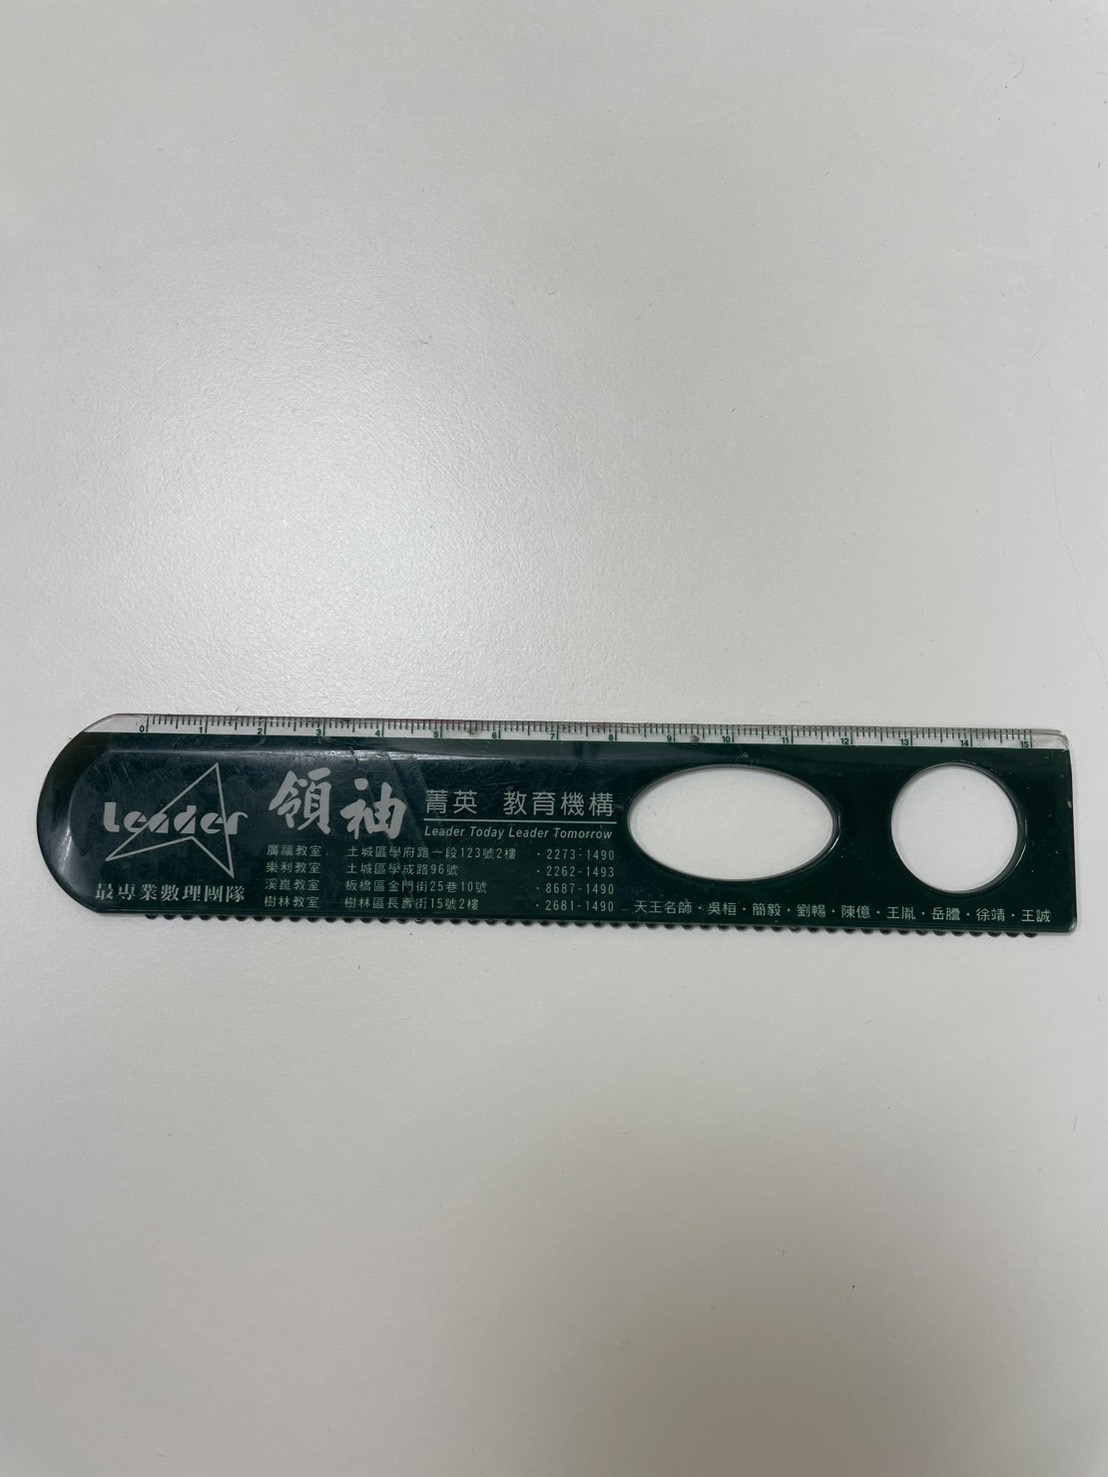 0 1 2 3 4 5 6 7 8 9 10 11 12 13 14 15
Leader
最專業數理團隊
領袖 菁英 教育機構
Leader Today Leader Tomorrow
廣福教室 土城區學府路一段123號2樓 ·2273-1490
樂利教室 土城區學成路96號 ·2262-1493
溪崑教室 板橋區金門街25巷10號 ·8687-1490
樹林教室 樹林區長壽街15號2樓 ·2681-1490
天王名師·吳桓·簡毅·劉暢·陳億·王胤·岳騰·徐靖·王誠